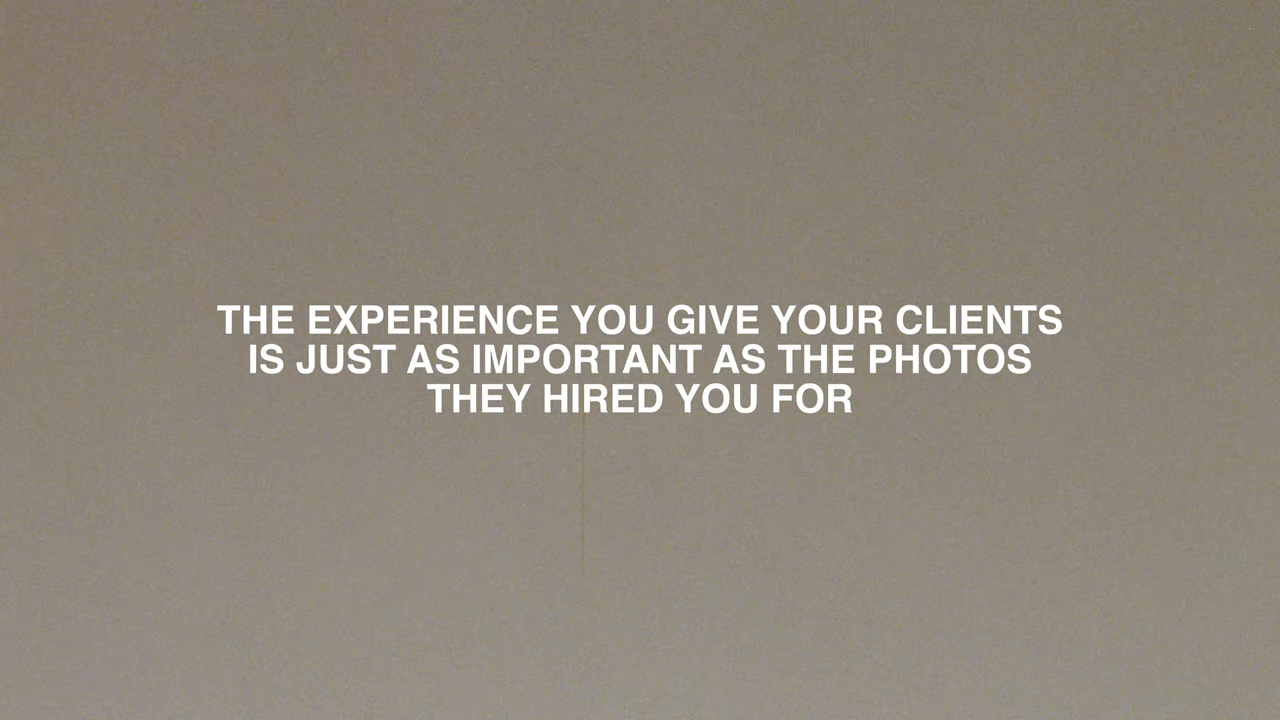 THE EXPERIENCE YOU GIVE YOUR CLIENTS
IS JUST AS IMPORTANT AS THE PHOTOS
THEY HIRED YOU FOR